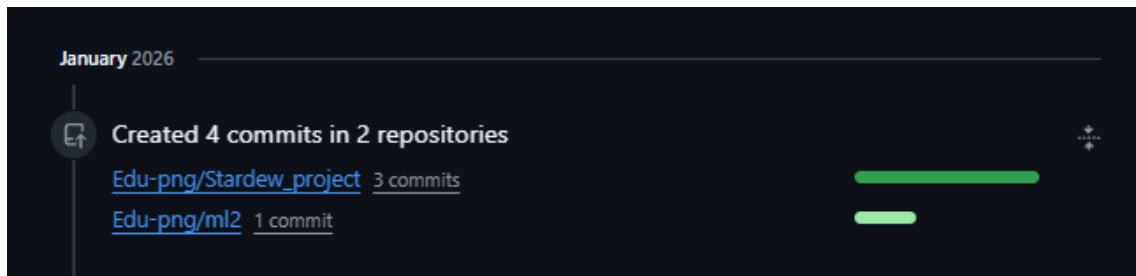 January 2026
Created 4 commits in 2 repositories
Edu-png/Stardew_project 3 commits
Edu-png/ml2 1 commit